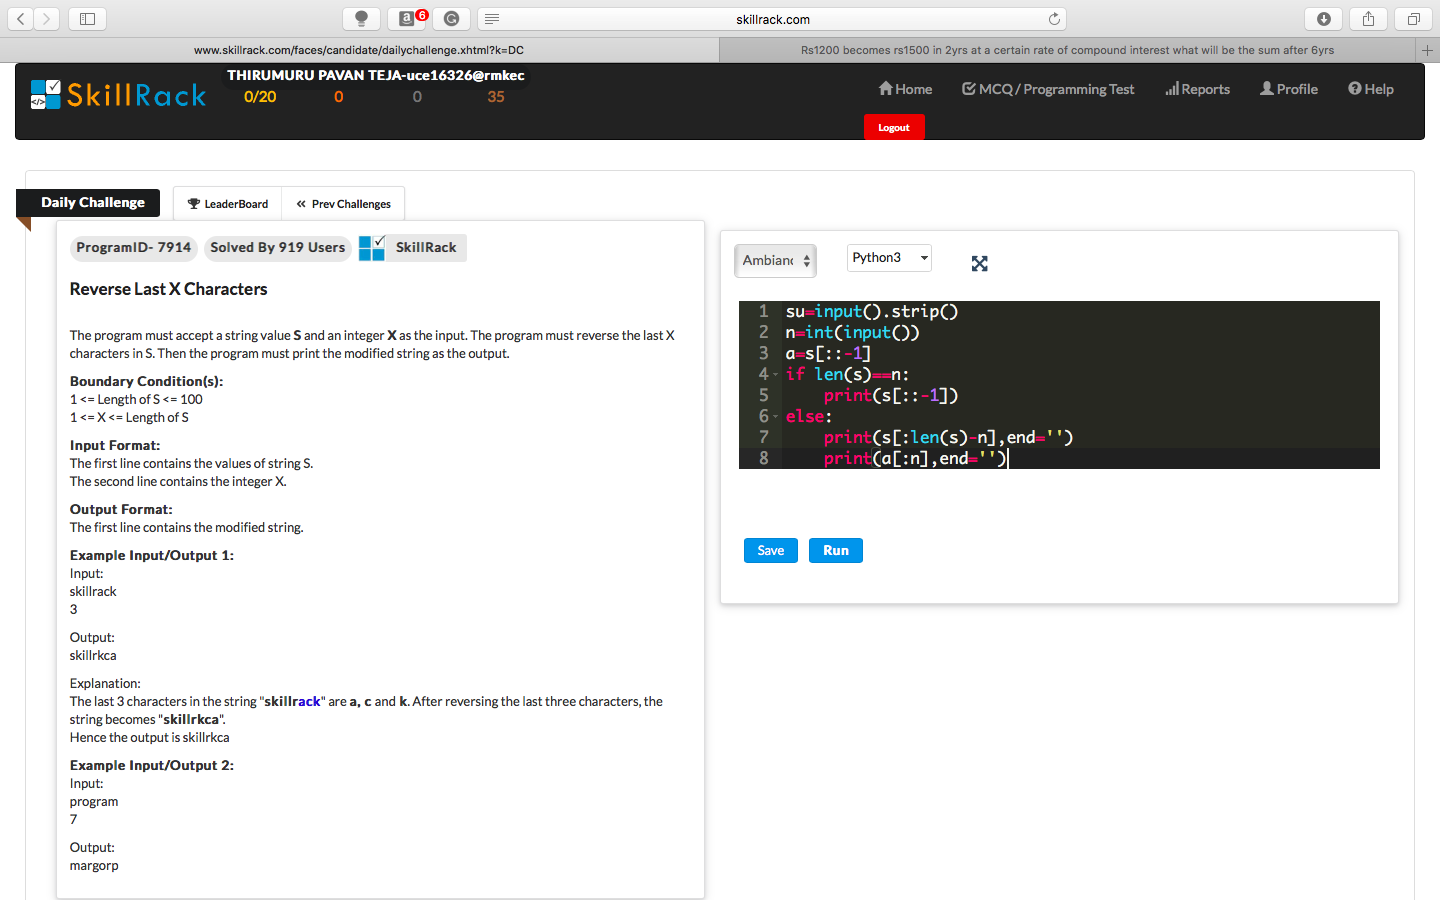 6
skillrack.com
www.skillrack.com/faces/candidate/dailychallenge.xhtml?k=DC
Rs1200 becomes rs1500 in 2yrs at a certain rate of compound interest what will be the sum after 6yrs
SkillRack
THIRUMURU PAVAN TEJA-uce16326@rmkec
0/20 0 0 35
Home MCQ / Programming Test Reports Profile Help
Logout
Daily Challenge LeaderBoard « Prev Challenges
ProgramID- 7914 Solved By 919 Users SkillRack
Reverse Last X Characters
The program must accept a string value S and an integer X as the input. The program must reverse the last X
characters in S. Then the program must print the modified string as the output.
Boundary Condition(s):
1 <= Length of S <= 100
1 <= X <= Length of S
Input Format:
The first line contains the values of string S.
The second line contains the integer X.
Output Format:
The first line contains the modified string.
Example Input/Output 1:
Input:
skillrack
3
Output:
skillrkca
Explanation:
The last 3 characters in the string "skillrack" are a, c and k. After reversing the last three characters, the
string becomes "skillrkca".
Hence the output is skillrkca
Example Input/Output 2:
Input:
program
7
Output:
margorp
Ambianc Python3
1 su=input().strip()
2 n=int(input())
3 a=s[::-1]
4 if len(s)==n:
5     print(s[::-1])
6 else:
7     print(s[:len(s)-n],end='')
8     print(a[:n],end='')
Save Run